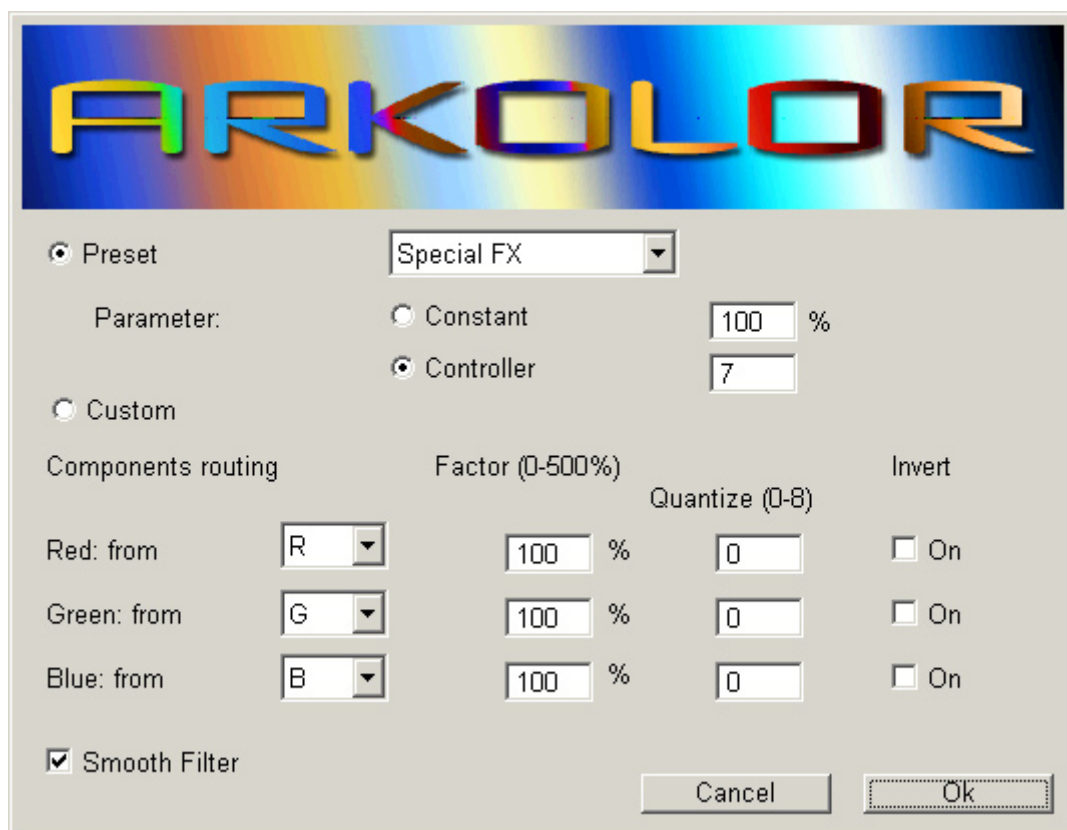 ARKOLOR
Preset Special FX
Parameter: Constant 100 %
Controller 7
Custom
Components routing Factor (0-500%) Invert
Quantize (0-8)
Red: from R 100 % 0 On
Green: from G 100 % 0 On
Blue: from B 100 % 0 On
Smooth Filter
Cancel Ok